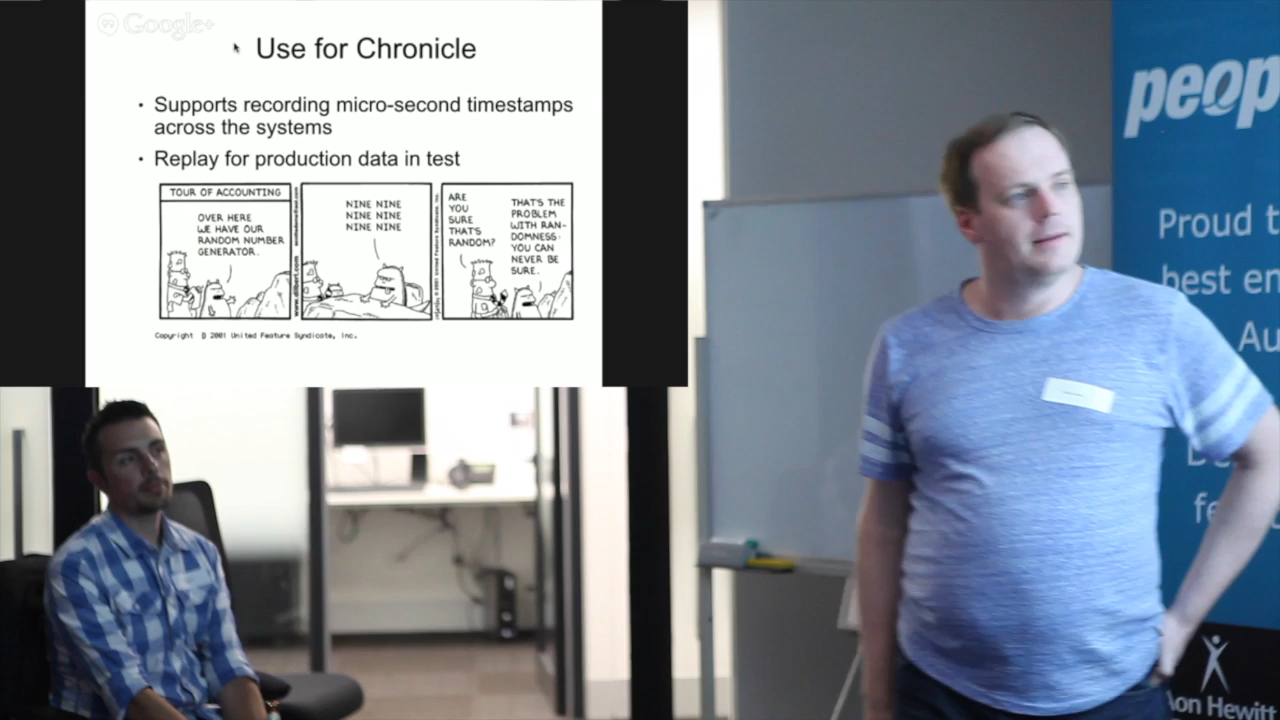 Google+
Use for Chronicle
• Supports recording micro-second timestamps
across the systems
• Replay for production data in test
TOUR OF ACCOUNTING
OVER HERE
WE HAVE OUR
RANDOM NUMBER
GENERATOR.
www.dilbert.com
NINE NINE
NINE NINE
NINE NINE
ARE
YOU
SURE
THAT'S
RANDOM?
THAT'S THE
PROBLEM
WITH RAN-
DOMNESS:
YOU CAN
NEVER BE
SURE.
Copyright © 2001 United Feature Syndicate, Inc.
peop
Proud t
best en
Au
fe
Aon Hewitt